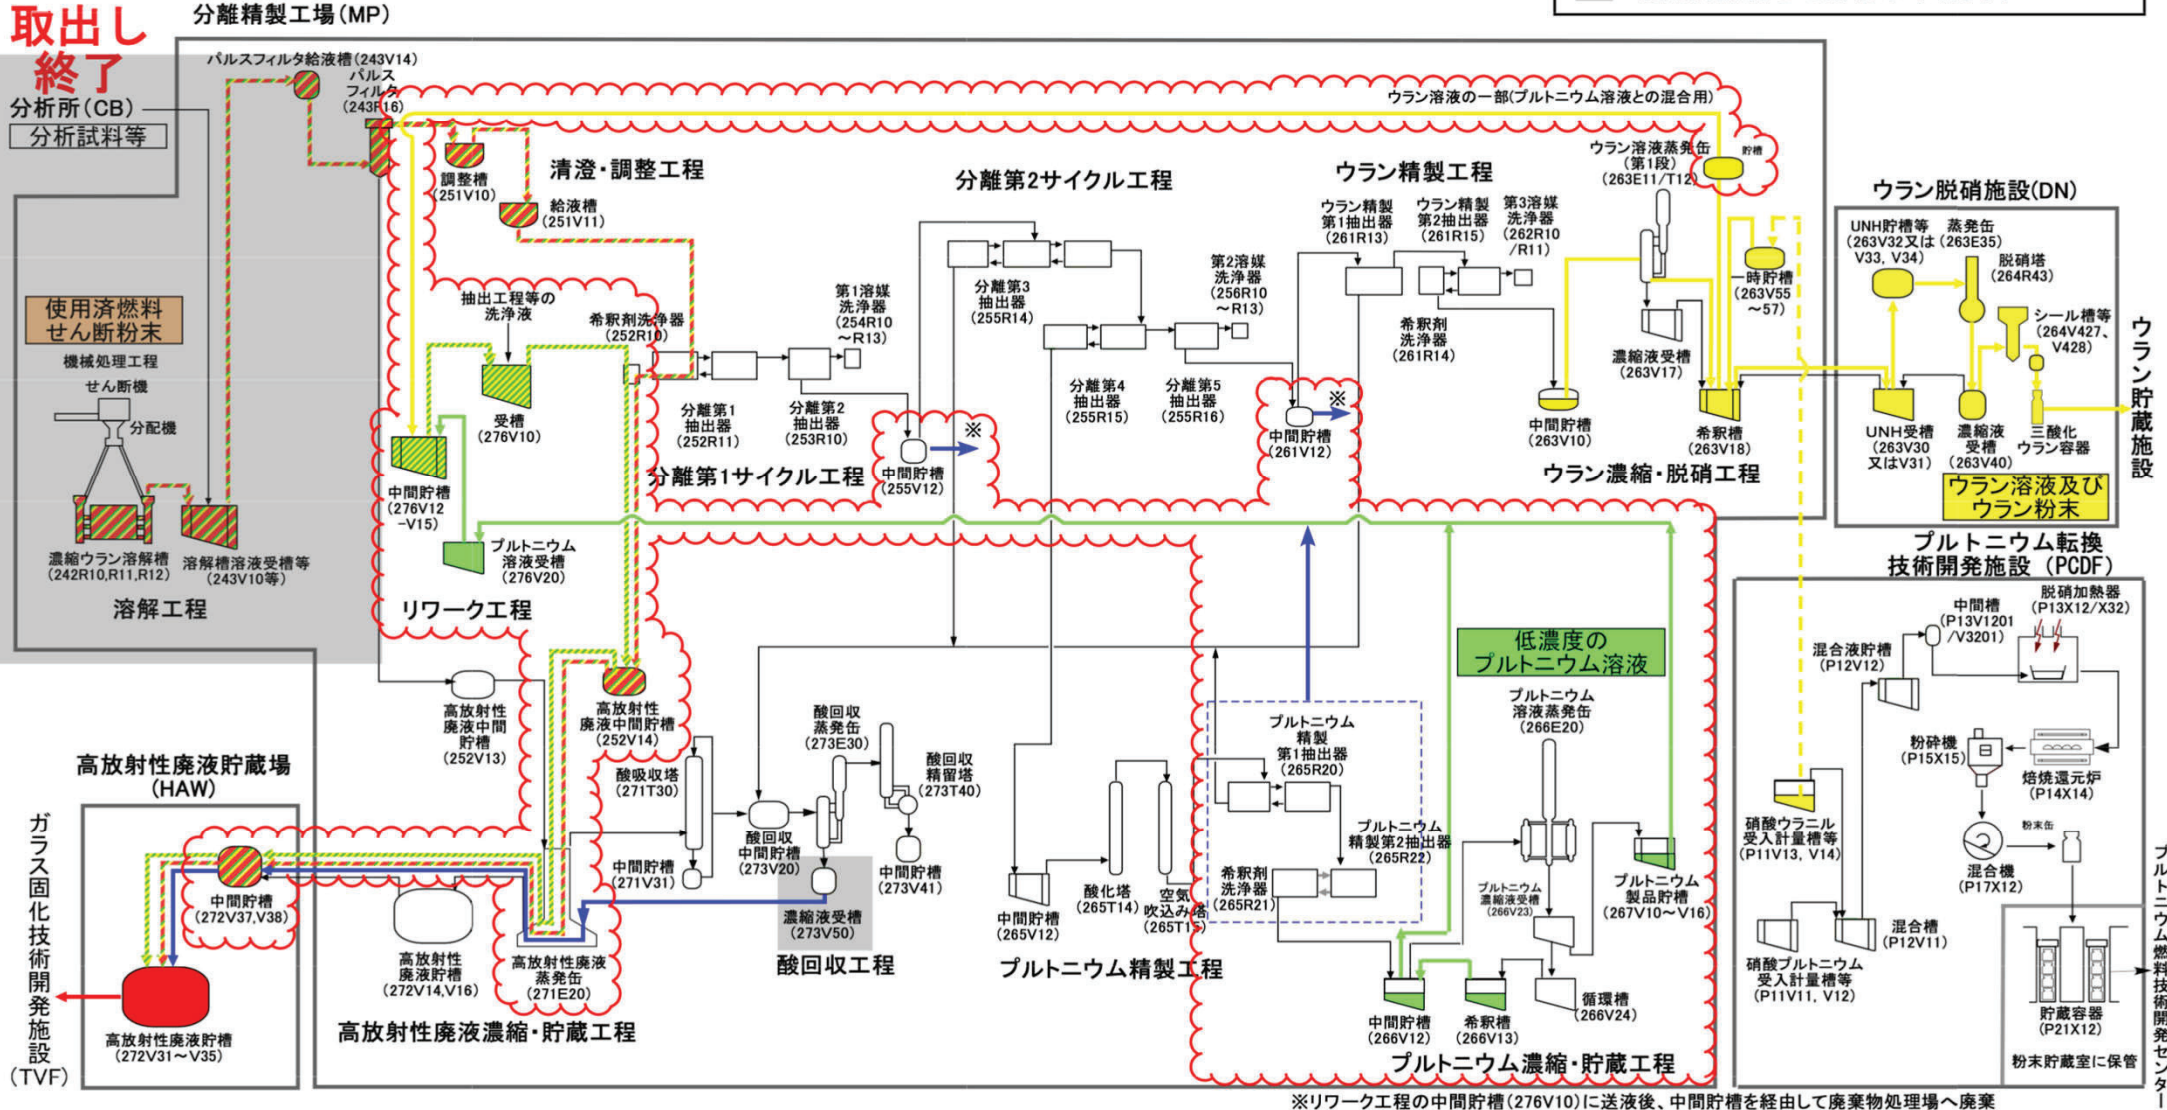 取出し
終了
分離精製工場(MP)
パルスフィルタ給液槽(243V14)
パルス
フィルタ
(243F16)
分析所(CB)
分析試料等
ウラン溶液の一部(プルトニウム溶液との混合用)
調整槽
(251V10)
清澄・調整工程
給液槽
(251V11)
分離第2サイクル工程
ウラン精製工程
ウラン溶液蒸発缶
(第1段)
(263E11/T12)
貯槽
抽出工程等の
洗浄液
希釈剤洗浄器
(252R10)
第1溶媒
洗浄器
(254R10
～R13)
分離第3
抽出器
(255R14)
第2溶媒
洗浄器
(256R10
～R13)
ウラン精製
第1抽出器
(261R13)
ウラン精製
第2抽出器
(261R15)
第3溶媒
洗浄器
(262R10
/R11)
希釈剤
洗浄器
(261R14)
濃縮液受槽
(263V17)
一時貯槽
(263V55
～57)
ウラン脱硝施設(DN)
UNH貯槽等
(263V32又は
V33, V34)
蒸発缶
(263E35)
脱硝塔
(264R43)
シール槽等
(264V427、
V428)
ウラン貯蔵施設
使用済燃料
せん断粉末
機械処理工程
せん断機
分配機
濃縮ウラン溶解槽
(242R10,R11,R12)
溶解槽溶液受槽等
(243V10等)
溶解工程
受槽
(276V10)
中間貯槽
(276V12
-V15)
プルトニウム
溶液受槽
(276V20)
リワーク工程
分離第1
抽出器
(252R11)
分離第2
抽出器
(253R10)
分離第1サイクル工程
※
中間貯槽
(255V12)
分離第4
抽出器
(255R15)
分離第5
抽出器
(255R16)
※
中間貯槽
(261V12)
中間貯槽
(263V10)
希釈槽
(263V18)
ウラン濃縮・脱硝工程
UNH受槽
(263V30
又はV31)
濃縮液
受槽
(263V40)
三酸化
ウラン容器
ウラン溶液及び
ウラン粉末
プルトニウム転換
技術開発施設 (PCDF)
中間槽
(P13V1201
/V3201)
脱硝加熱器
(P13X12/X32)
混合液貯槽
(P12V12)
粉砕機
(P15X15)
焙焼還元炉
(P14X14)
硝酸ウラニル
受入計量槽等
(P11V13, V14)
混合機
(P17X12)
粉末缶
混合槽
(P12V11)
硝酸プルトニウム
受入計量槽等
(P11V11, V12)
貯蔵容器
(P21X12)
粉末貯蔵室に保管
プルトニウム燃料技術開発センター
高放射性
廃液中間
貯槽
(252V13)
高放射性
廃液中間貯槽
(252V14)
酸吸収塔
(271T30)
中間貯槽
(271V31)
酸回収
中間貯槽
(273V20)
酸回収
蒸発缶
(273E30)
酸回収
精留塔
(273T40)
中間貯槽
(273V41)
濃縮液受槽
(273V50)
酸回収工程
中間貯槽
(265V12)
酸化塔
(265T14)
空気
吹込み塔
(265T15)
プルトニウム精製工程
プルトニウム
精製
第1抽出器
(265R20)
プルトニウム
精製第2抽出器
(265R22)
希釈剤
洗浄器
(265R21)
低濃度の
プルトニウム溶液
プルトニウム
溶液蒸発缶
(266E20)
プルトニウム
濃縮液受槽
(266V23)
プルトニウム
製品貯槽
(267V10～V16)
中間貯槽
(266V12)
希釈槽
(266V13)
循環槽
(266V24)
プルトニウム濃縮・貯蔵工程
高放射性廃液貯蔵場
(HAW)
ガラス固化技術開発施設
(TVF)
中間貯槽
(272V37,V38)
高放射性廃液貯槽
(272V31～V35)
高放射性
廃液貯槽
(272V14,V16)
高放射性廃液
蒸発缶
(271E20)
高放射性廃液濃縮・貯蔵工程
※リワーク工程の中間貯槽(276V10)に送液後、中間貯槽を経由して廃棄物処理場へ廃棄